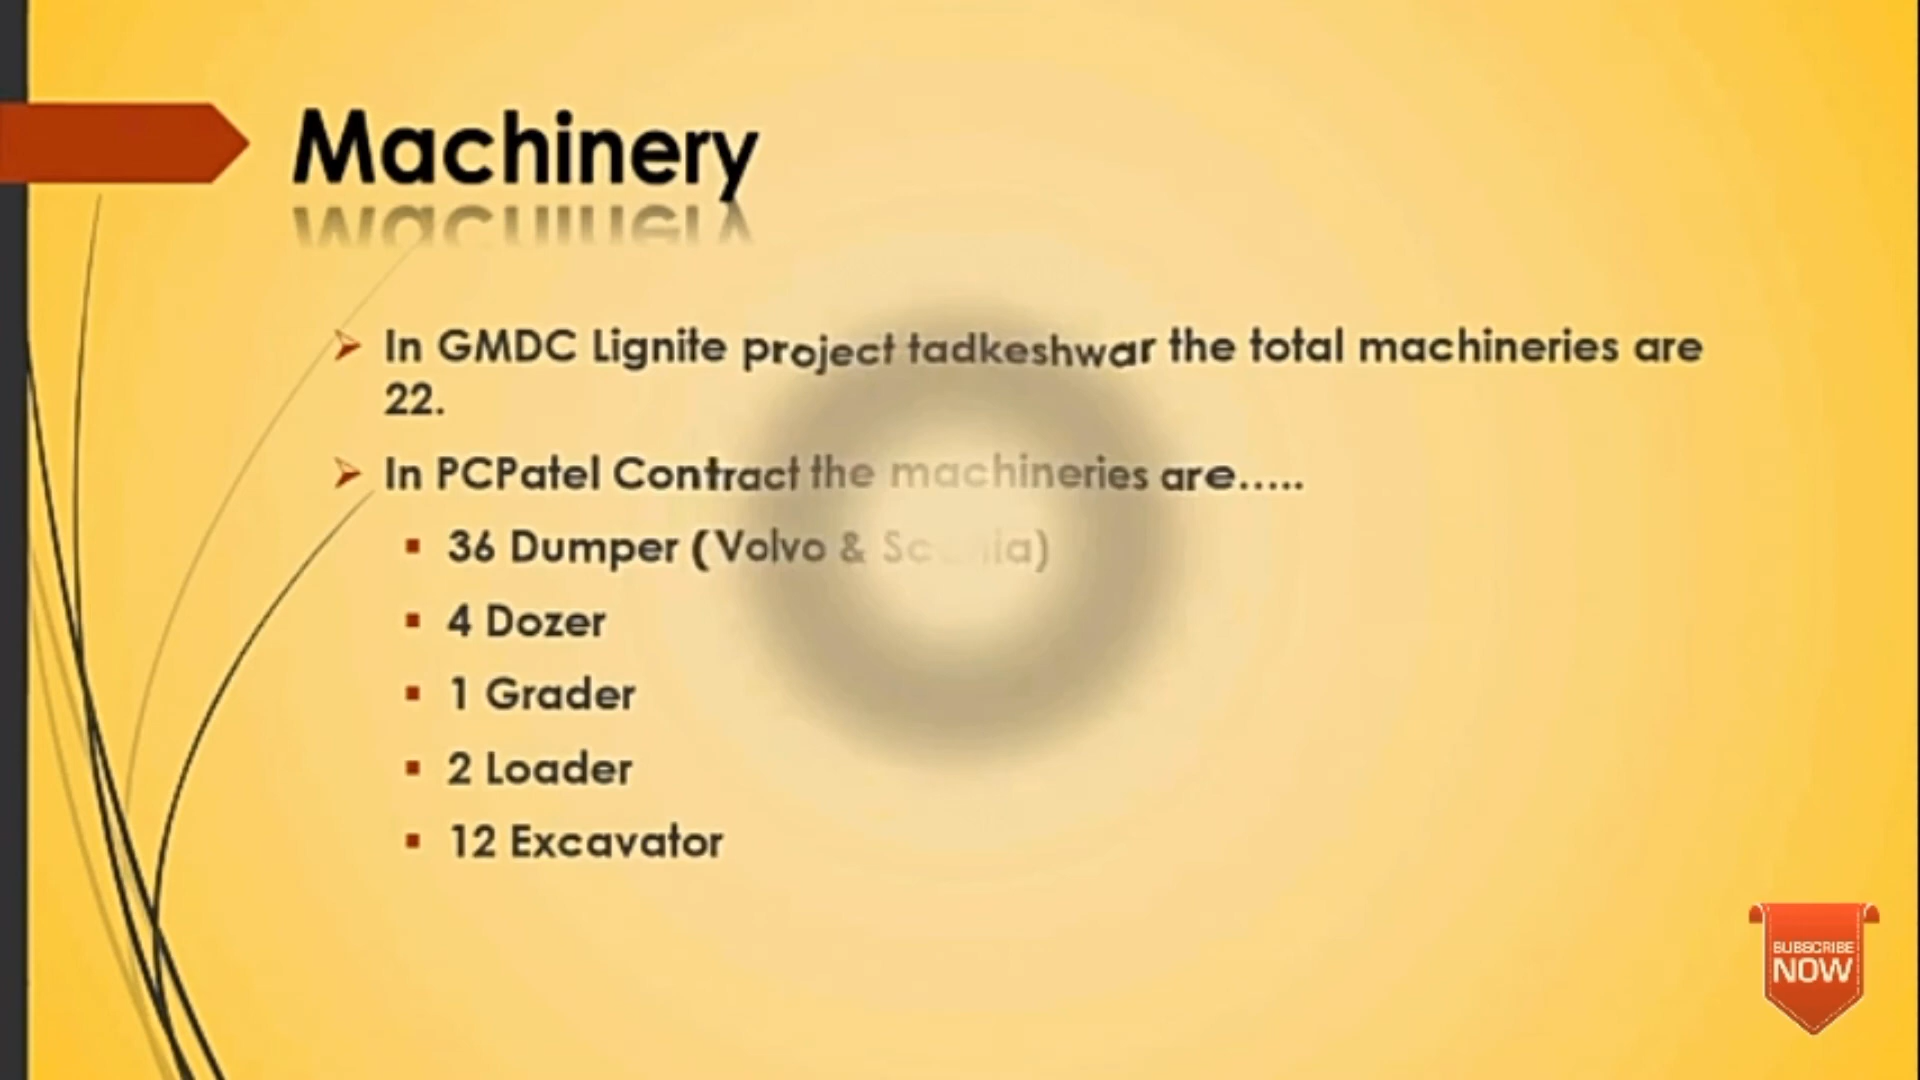 Machinery
In GMDC Lignite project tadkeshwar the total machineries are
22.
In PCPatel Contract the machineries are.....
36 Dumper (Volvo & Scania)
4 Dozer
1 Grader
2 Loader
12 Excavator
SUBSCRIBE
NOW